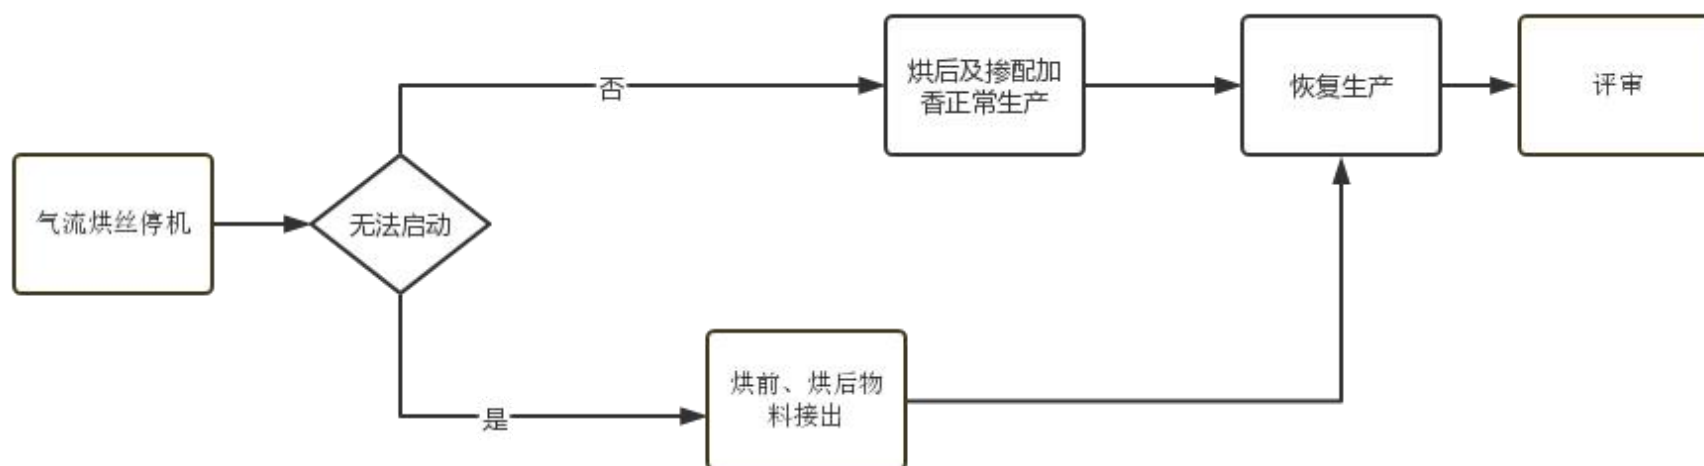 气流烘丝停机
无法启动
否
烘后及掺配加
香正常生产
恢复生产
评审
是
烘前、烘后物
料接出